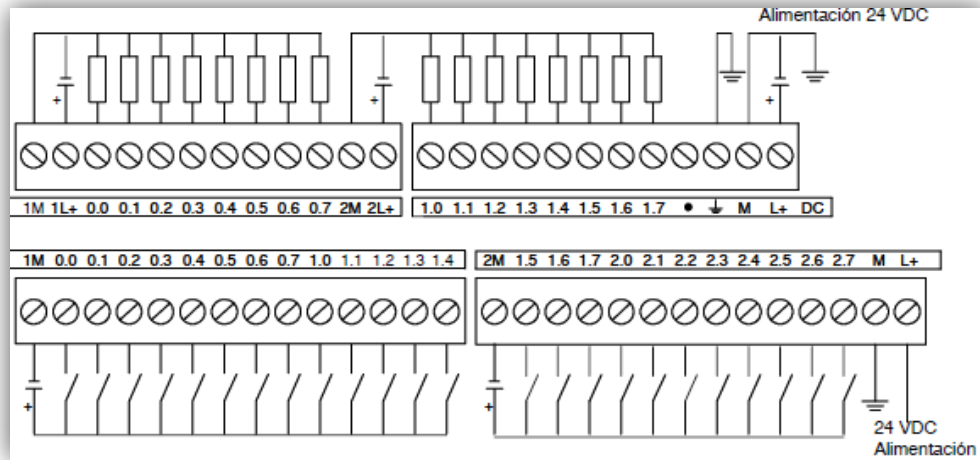 Alimentación 24 VDC
+ + +
1M 1L+ 0.0 0.1 0.2 0.3 0.4 0.5 0.6 0.7 2M 2L+ 1.0 1.1 1.2 1.3 1.4 1.5 1.6 1.7 • ⏚ M L+ DC
1M 0.0 0.1 0.2 0.3 0.4 0.5 0.6 0.7 1.0 1.1 1.2 1.3 1.4 2M 1.5 1.6 1.7 2.0 2.1 2.2 2.3 2.4 2.5 2.6 2.7 M L+
+ +
24 VDC
Alimentación